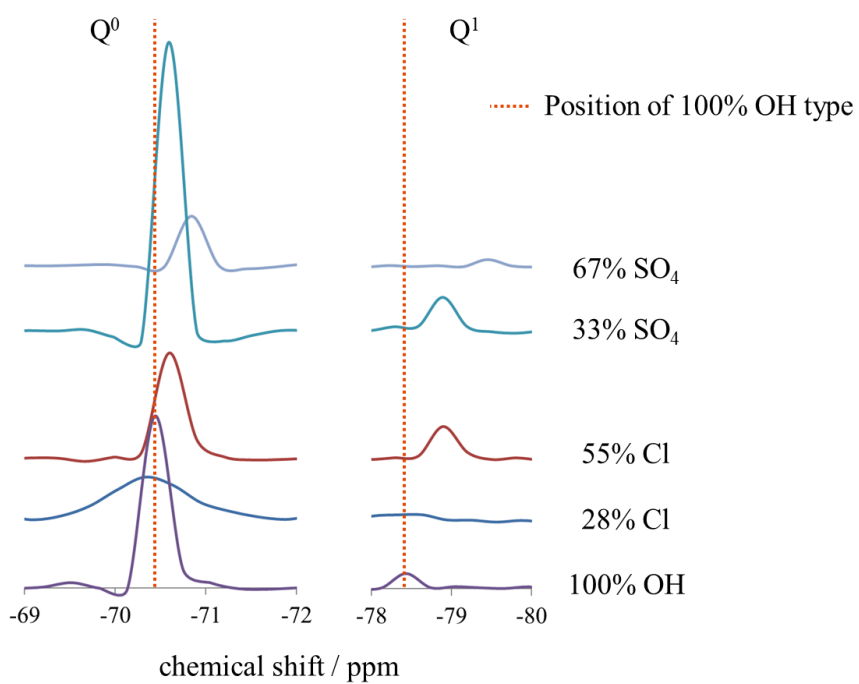 Q⁰
Q¹
Position of 100% OH type
67% SO₄
33% SO₄
55% Cl
28% Cl
100% OH
-69 -70 -71 -72 -78 -79 -80
chemical shift / ppm